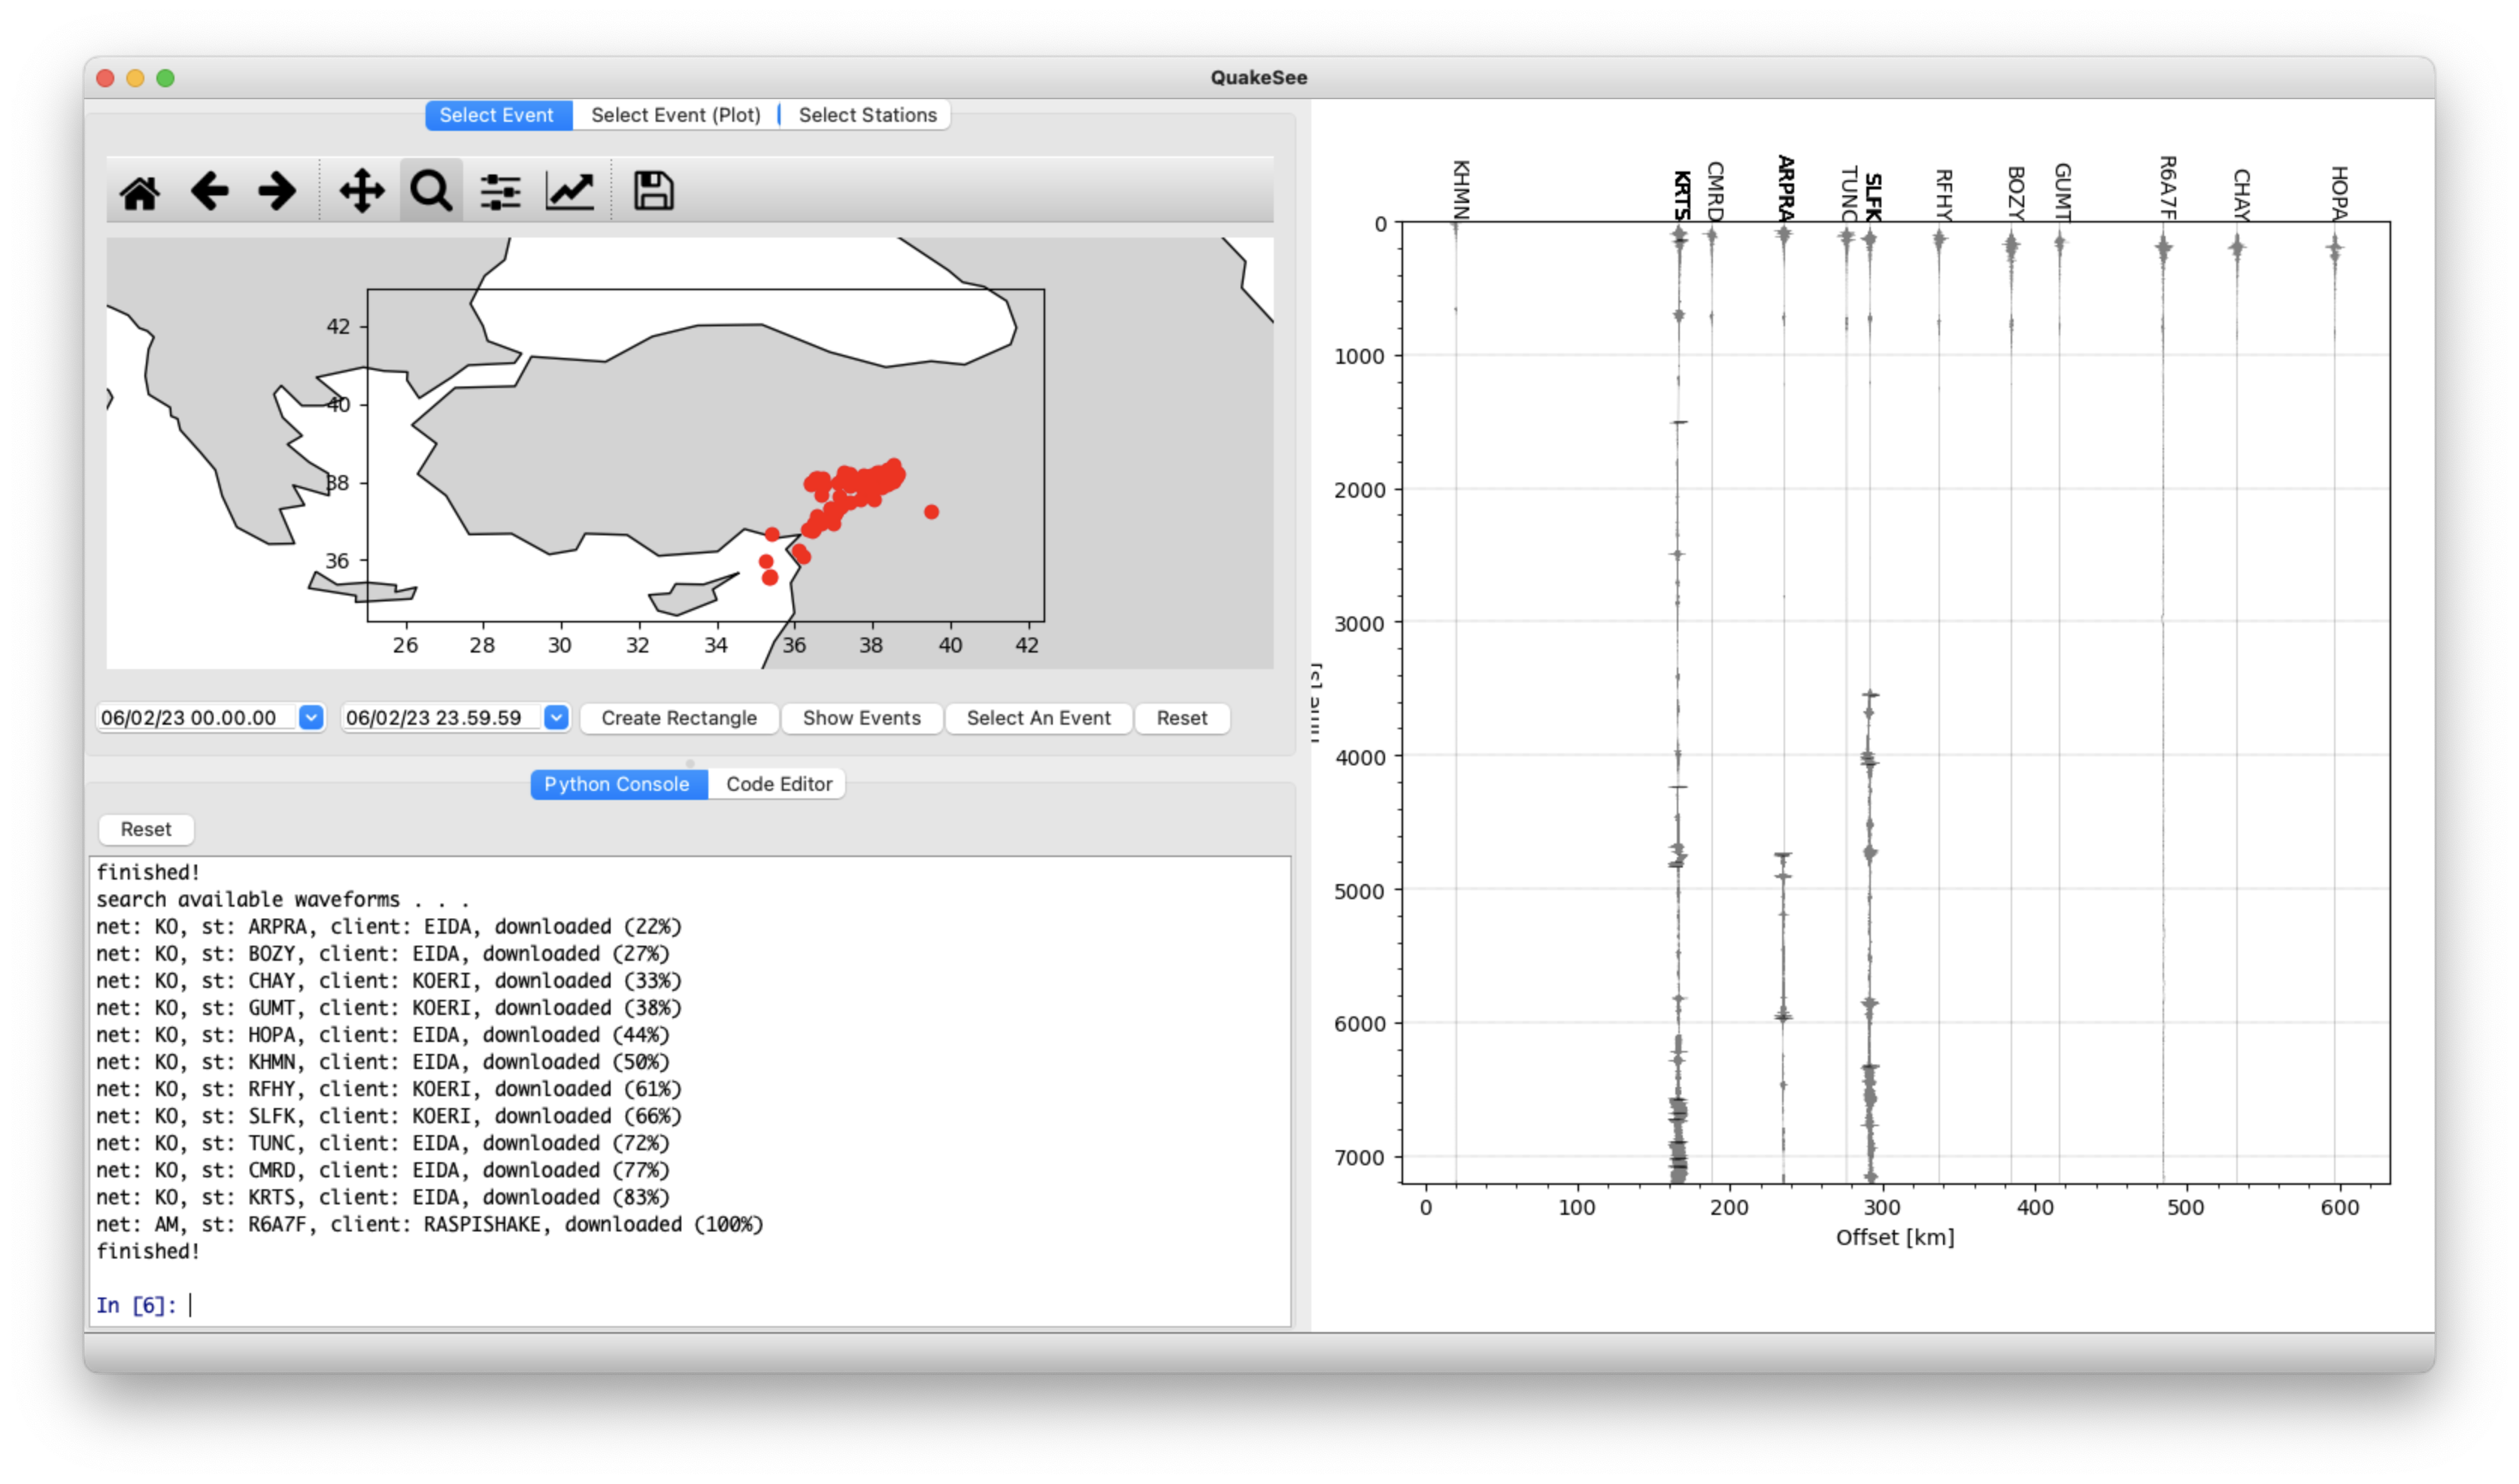 QuakeSee
Select Event Select Event (Plot) Select Stations
42
40
38
36
26 28 30 32 34 36 38 40 42
06/02/23 00.00.00 06/02/23 23.59.59 Create Rectangle Show Events Select An Event Reset
Python Console Code Editor
Reset
finished!
search available waveforms . . .
net: KO, st: ARPRA, client: EIDA, downloaded (22%)
net: KO, st: BOZY, client: EIDA, downloaded (27%)
net: KO, st: CHAY, client: KOERI, downloaded (33%)
net: KO, st: GUMT, client: KOERI, downloaded (38%)
net: KO, st: HOPA, client: EIDA, downloaded (44%)
net: KO, st: KHMN, client: EIDA, downloaded (50%)
net: KO, st: RFHY, client: KOERI, downloaded (61%)
net: KO, st: SLFK, client: KOERI, downloaded (66%)
net: KO, st: TUNC, client: EIDA, downloaded (72%)
net: KO, st: CMRD, client: EIDA, downloaded (77%)
net: KO, st: KRTS, client: EIDA, downloaded (83%)
net: AM, st: R6A7F, client: RASPISHAKE, downloaded (100%)
finished!
In [6]:
KHMN KRTS CMRD ARPRA TUNC SLFK RFHY BOZY GUMT R6A7F CHAY HOPA
0
1000
2000
3000
4000
5000
6000
7000
0 100 200 300 400 500 600
Offset [km]